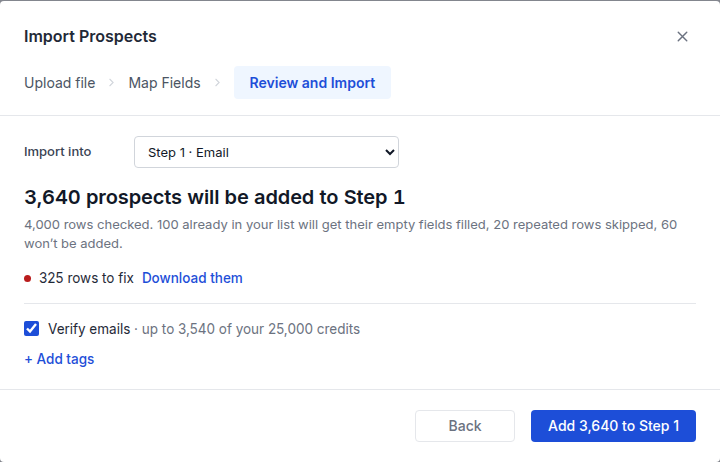 Import Prospects
Upload file
Map Fields
Review and Import
Import into
Step 1 · Email
3,640 prospects will be added to Step 1
4,000 rows checked. 100 already in your list will get their empty fields filled, 20 repeated rows skipped, 60
won’t be added.
325 rows to fix Download them
Verify emails · up to 3,540 of your 25,000 credits
+ Add tags
Back
Add 3,640 to Step 1